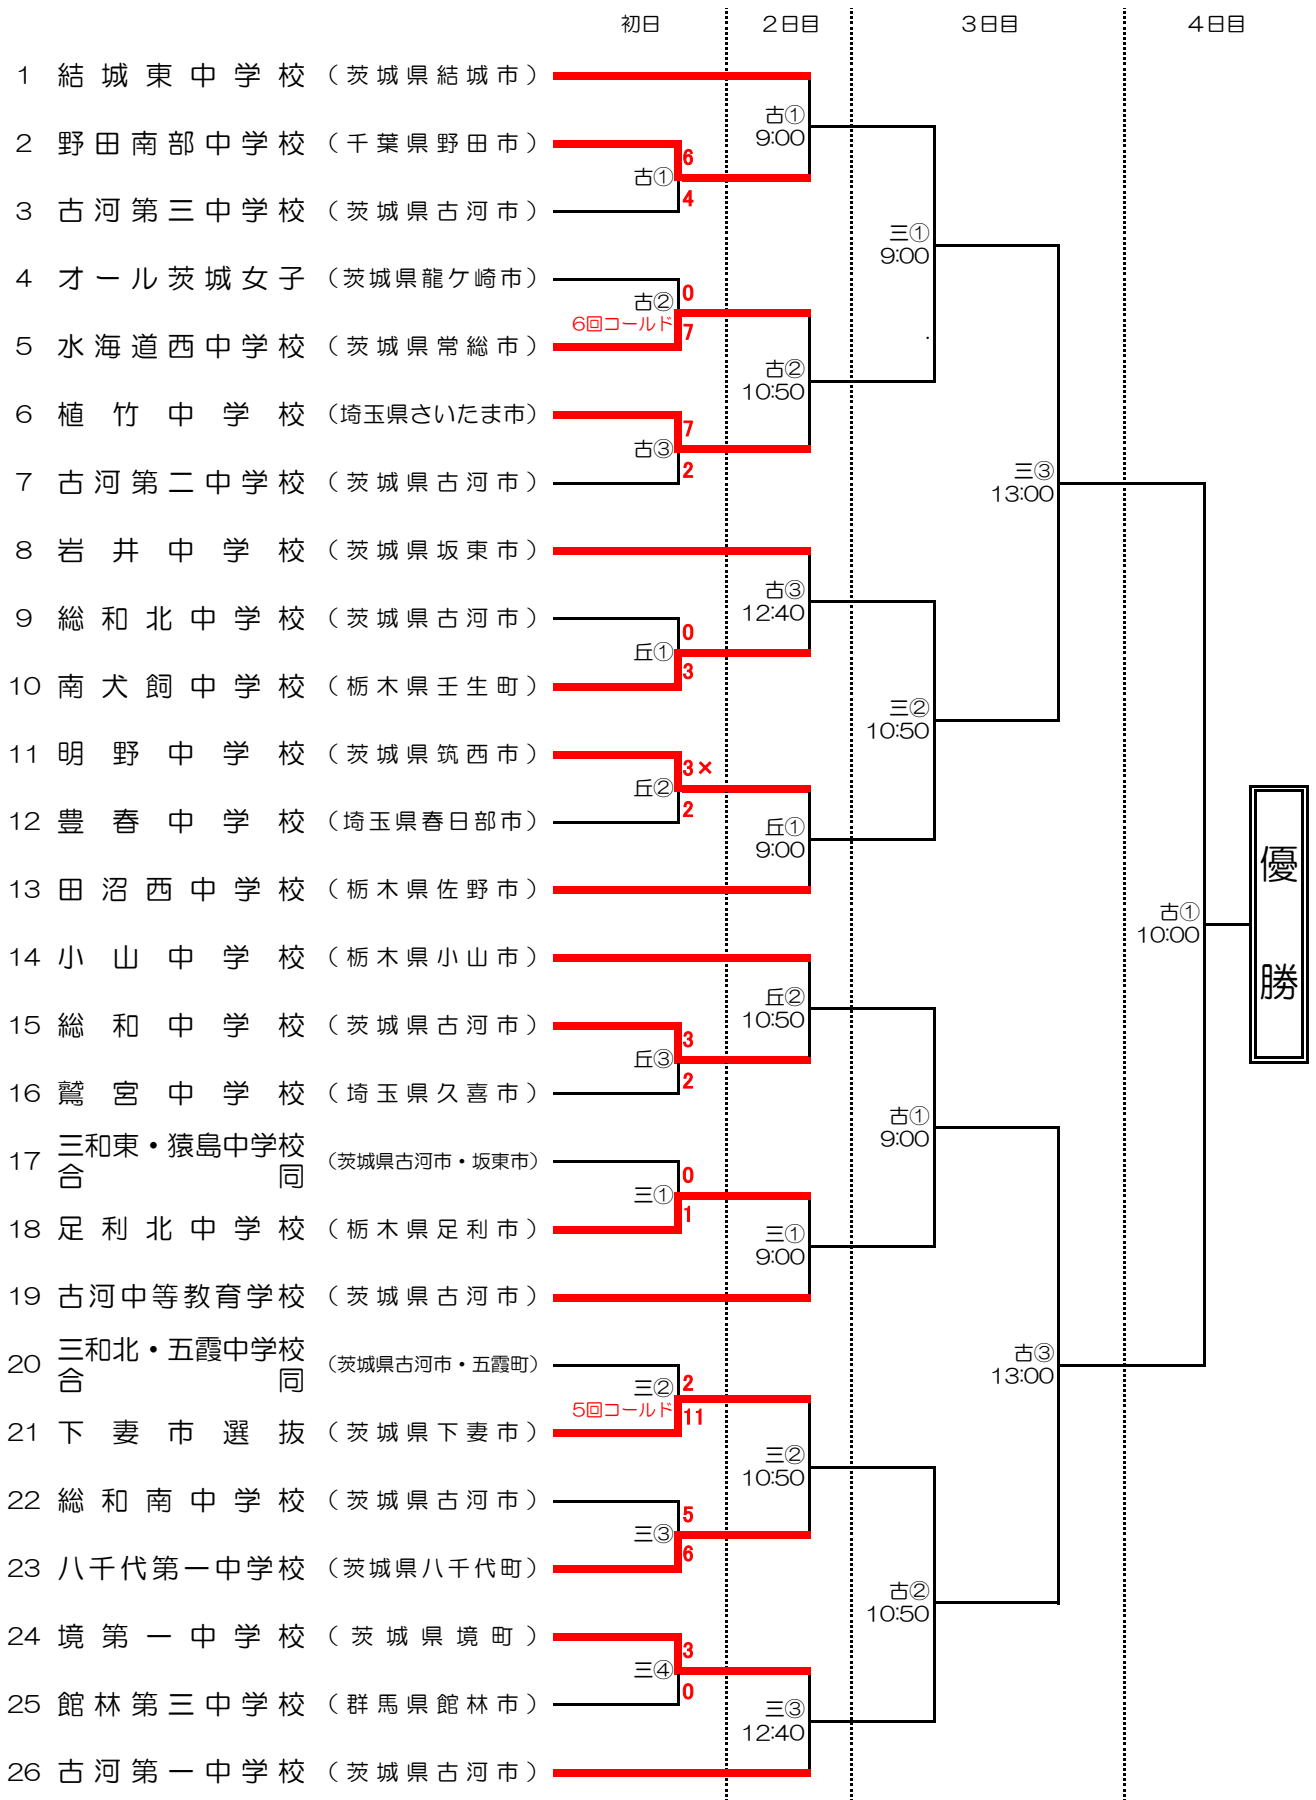 初日 2日目 3日目 4日目
1 結城東中学校 (茨城県結城市)
古①
9:00
2 野田南部中学校 (千葉県野田市)
6
古①
4
3 古河第三中学校 (茨城県古河市)
三①
9:00
4 オール茨城女子 (茨城県龍ケ崎市)
0
古②
6回コールド
7
5 水海道西中学校 (茨城県常総市)
古②
10:50
6 植竹中学校 (埼玉県さいたま市)
7
古③
2
7 古河第二中学校 (茨城県古河市)
三③
13:00
8 岩井中学校 (茨城県坂東市)
古③
12:40
9 総和北中学校 (茨城県古河市)
0
丘①
3
10 南犬飼中学校 (栃木県壬生町)
三②
10:50
11 明野中学校 (茨城県筑西市)
3×
丘②
2
12 豊春中学校 (埼玉県春日部市)
丘①
9:00
13 田沼西中学校 (栃木県佐野市)
優勝
古①
10:00
14 小山中学校 (栃木県小山市)
丘②
10:50
15 総和中学校 (茨城県古河市)
3
丘③
2
16 鷲宮中学校 (埼玉県久喜市)
古①
9:00
17 三和東・猿島中学校
合同
(茨城県古河市・坂東市)
0
三①
1
18 足利北中学校 (栃木県足利市)
三①
9:00
19 古河中等教育学校 (茨城県古河市)
20 三和北・五霞中学校
合同
(茨城県古河市・五霞町)
古③
13:00
2
三②
5回コールド
11
21 下妻市選抜 (茨城県下妻市)
三②
10:50
22 総和南中学校 (茨城県古河市)
5
三③
6
23 八千代第一中学校 (茨城県八千代町)
古②
10:50
24 境第一中学校 (茨城県境町)
3
三④
0
25 館林第三中学校 (群馬県館林市)
三③
12:40
26 古河第一中学校 (茨城県古河市)